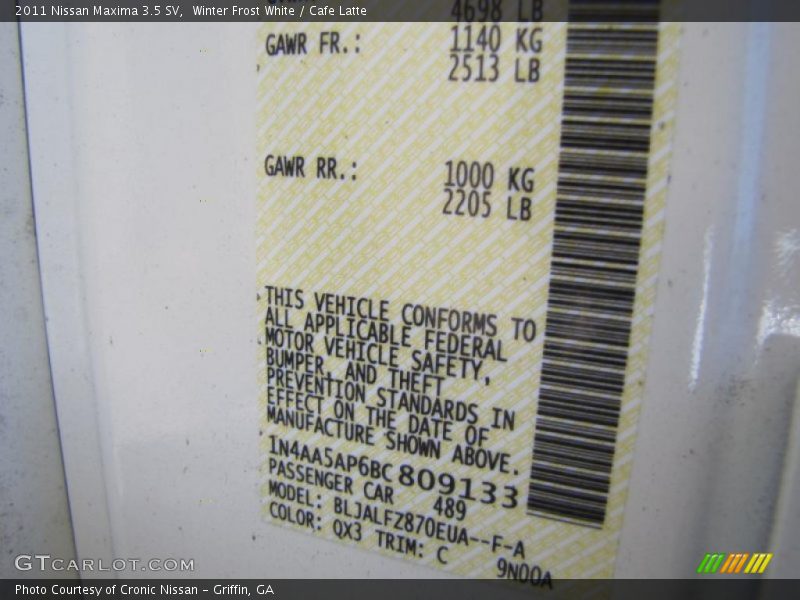 2011 Nissan Maxima 3.5 SV, Winter Frost White / Cafe Latte
4698 LB
GAWR FR.: 1140 KG
2513 LB
GAWR RR.: 1000 KG
2205 LB
THIS VEHICLE CONFORMS TO
ALL APPLICABLE FEDERAL
MOTOR VEHICLE SAFETY,
BUMPER, AND THEFT
PREVENTION STANDARDS IN
EFFECT ON THE DATE OF
MANUFACTURE SHOWN ABOVE.
1N4AA5AP6BC809133
PASSENGER CAR 489
MODEL: BLJALFZ870EUA--F-A
COLOR: QX3 TRIM: C 9N00A
GTCARLOT.COM
Photo Courtesy of Cronic Nissan – Griffin, GA